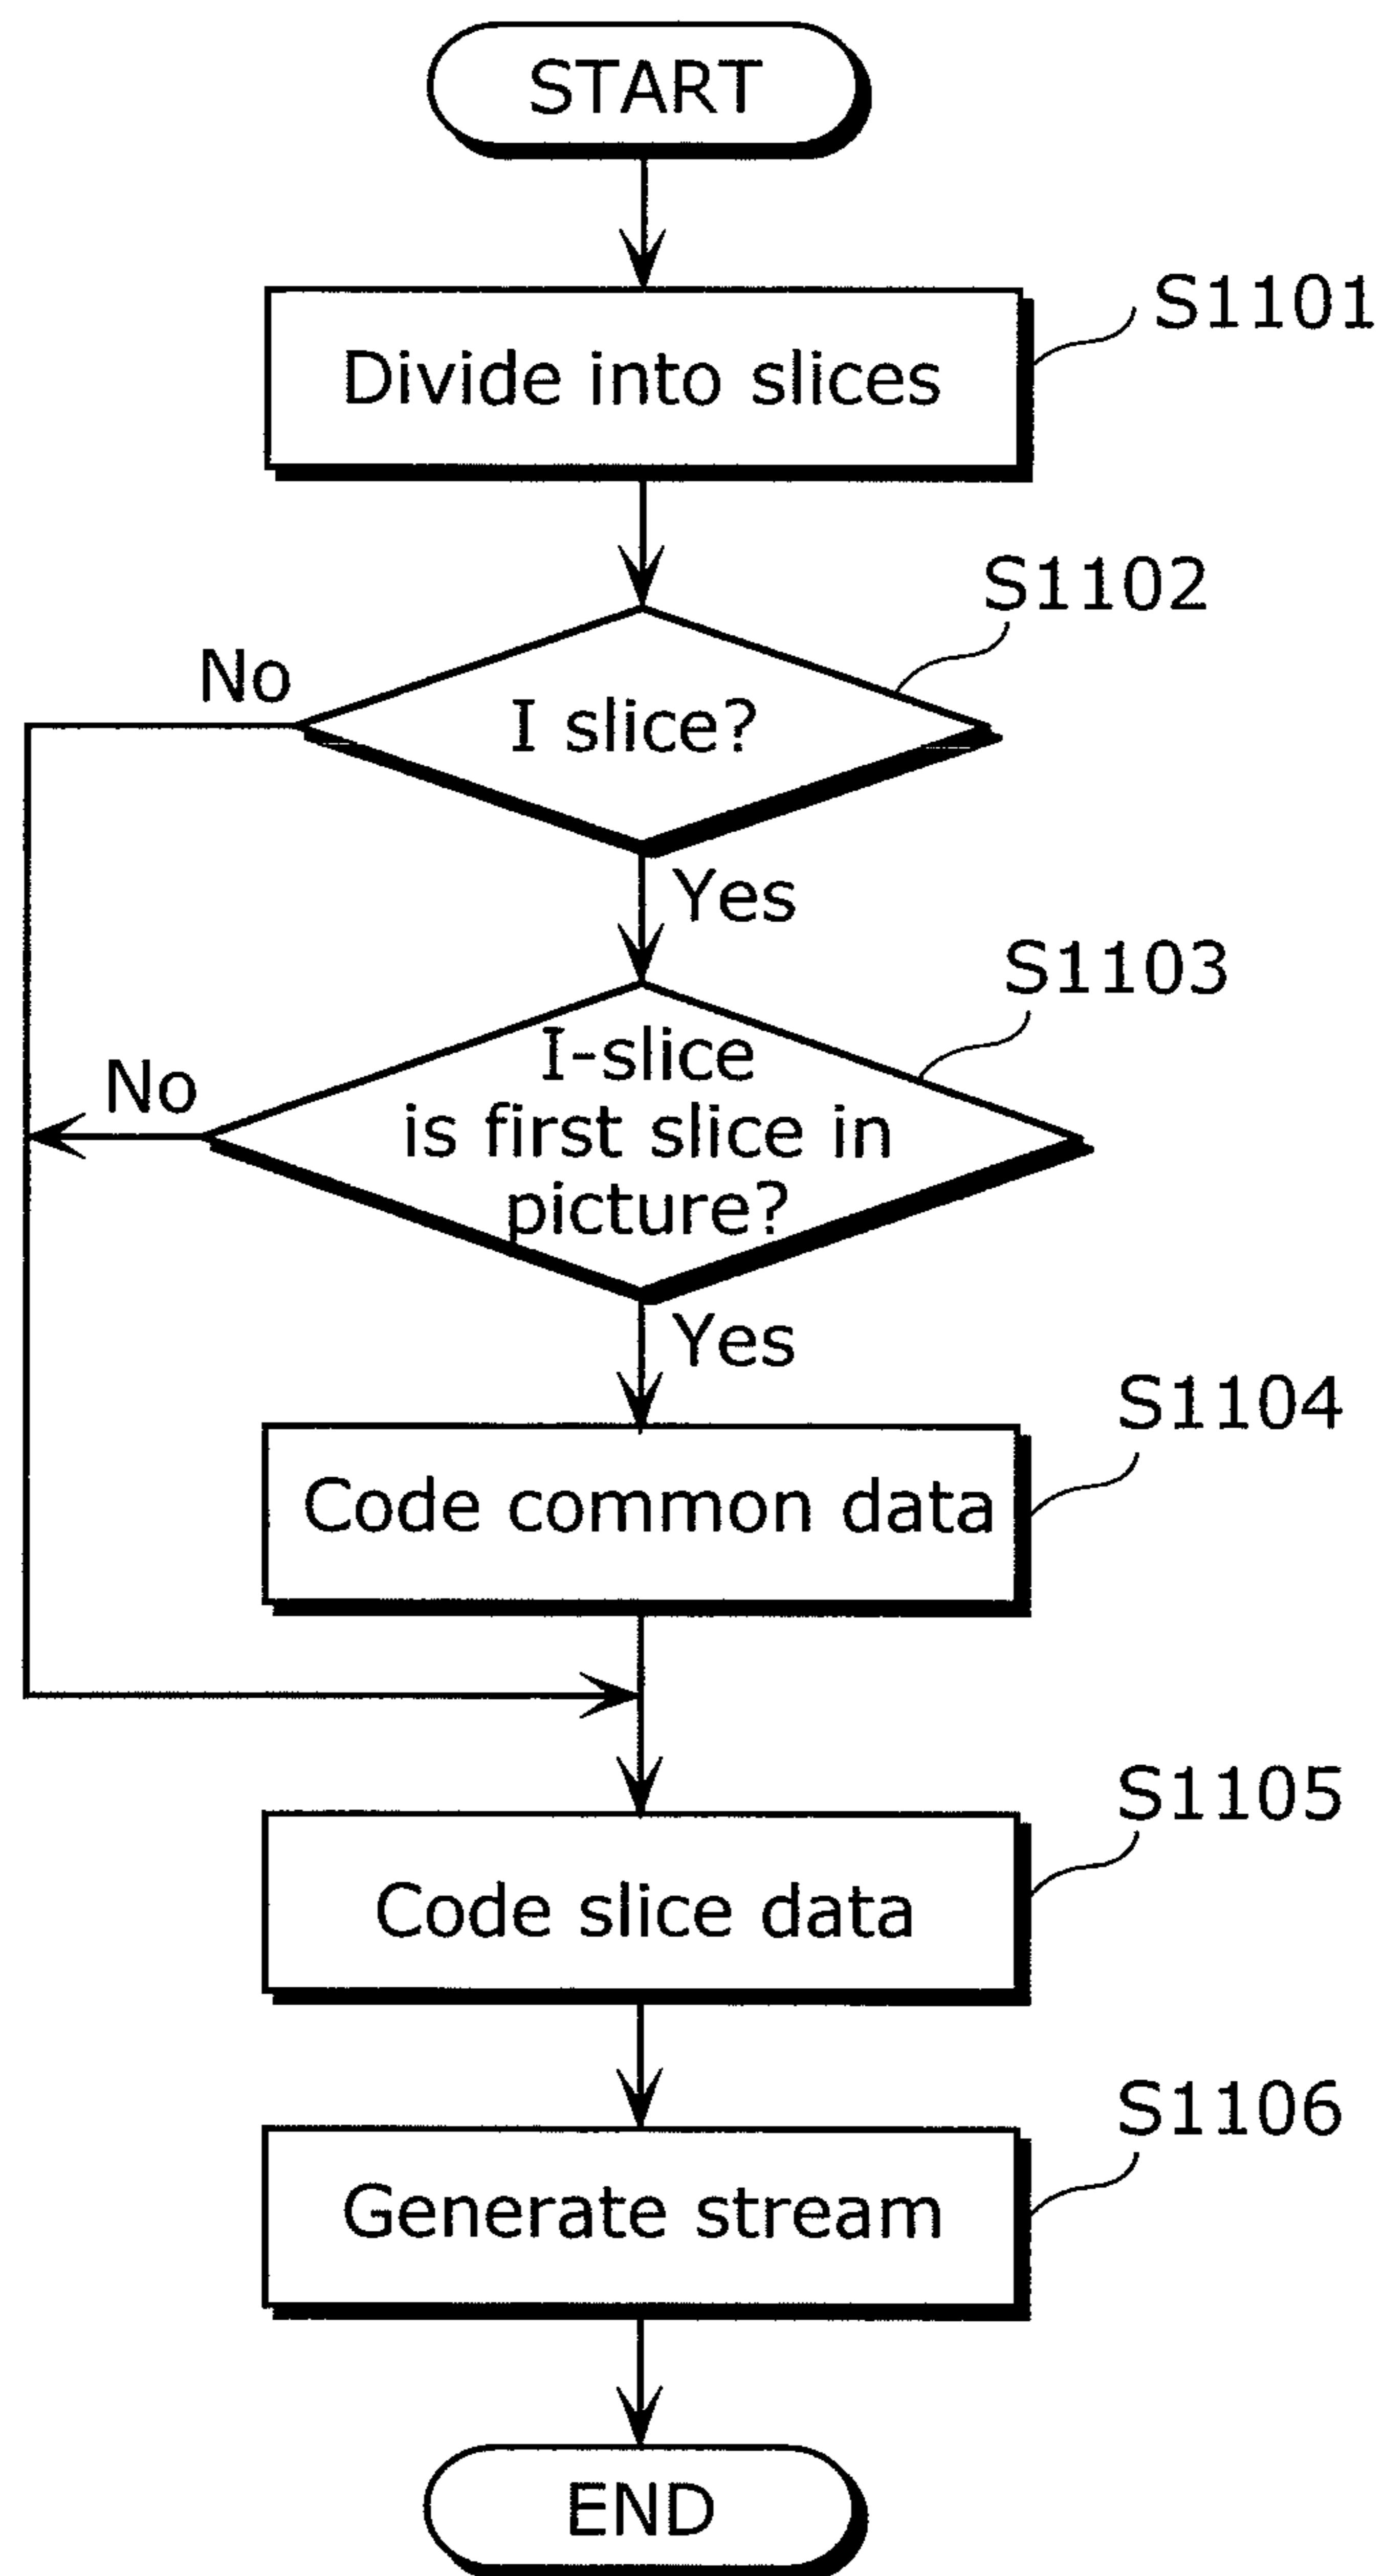 START
S1101
Divide into slices
S1102
No
I slice?
Yes
S1103
I-slice
No
is first slice in
picture?
Yes
S1104
Code common data
S1105
Code slice data
S1106
Generate stream
END